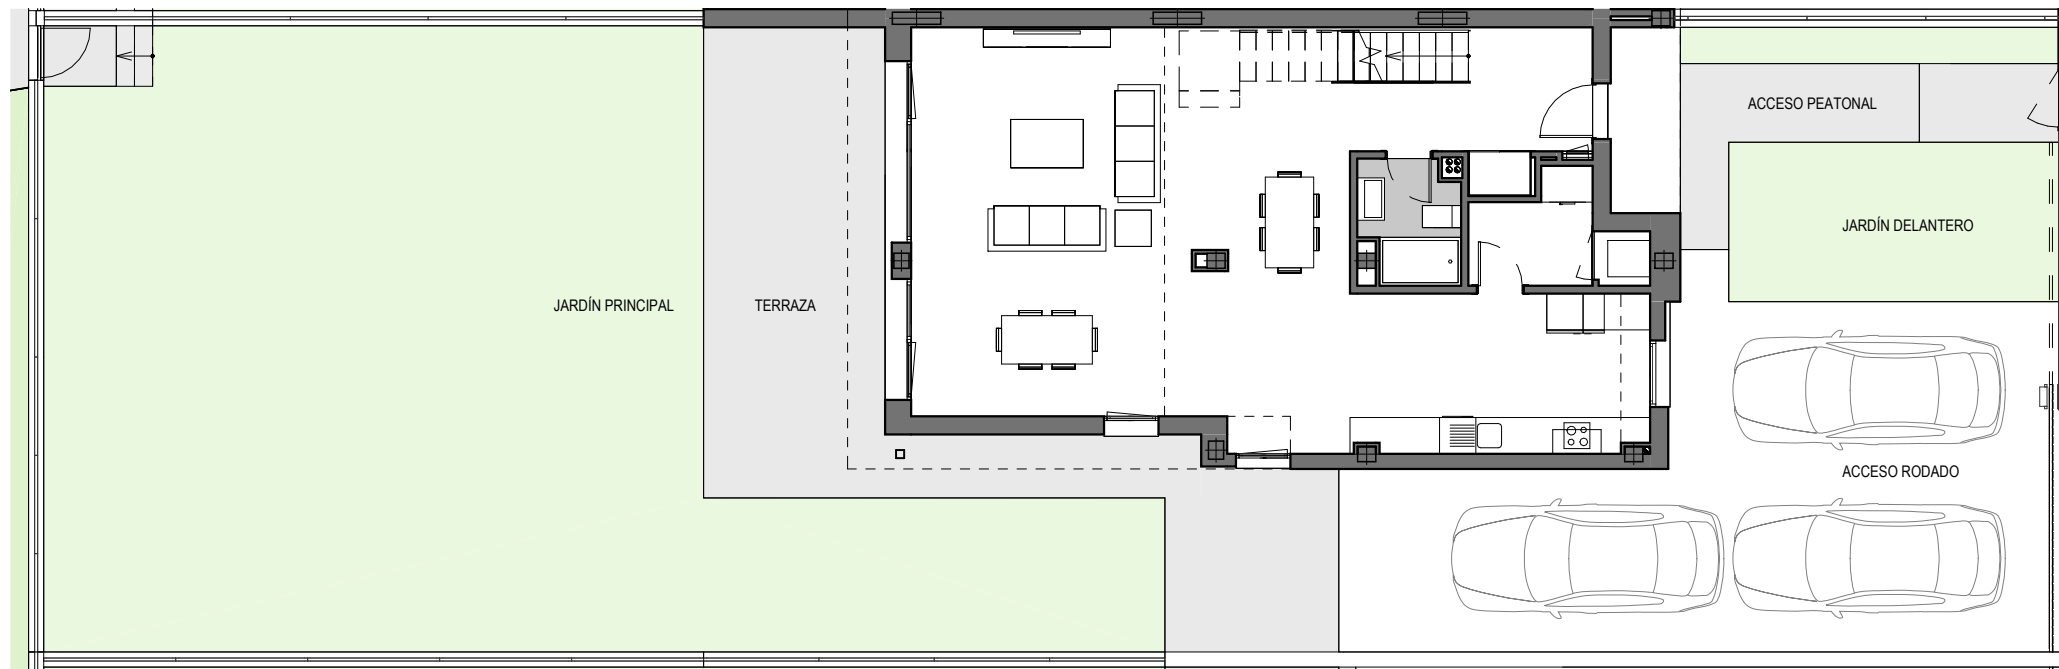 ACCESO PEATONAL
JARDÍN DELANTERO
JARDÍN PRINCIPAL
TERRAZA
ACCESO RODADO